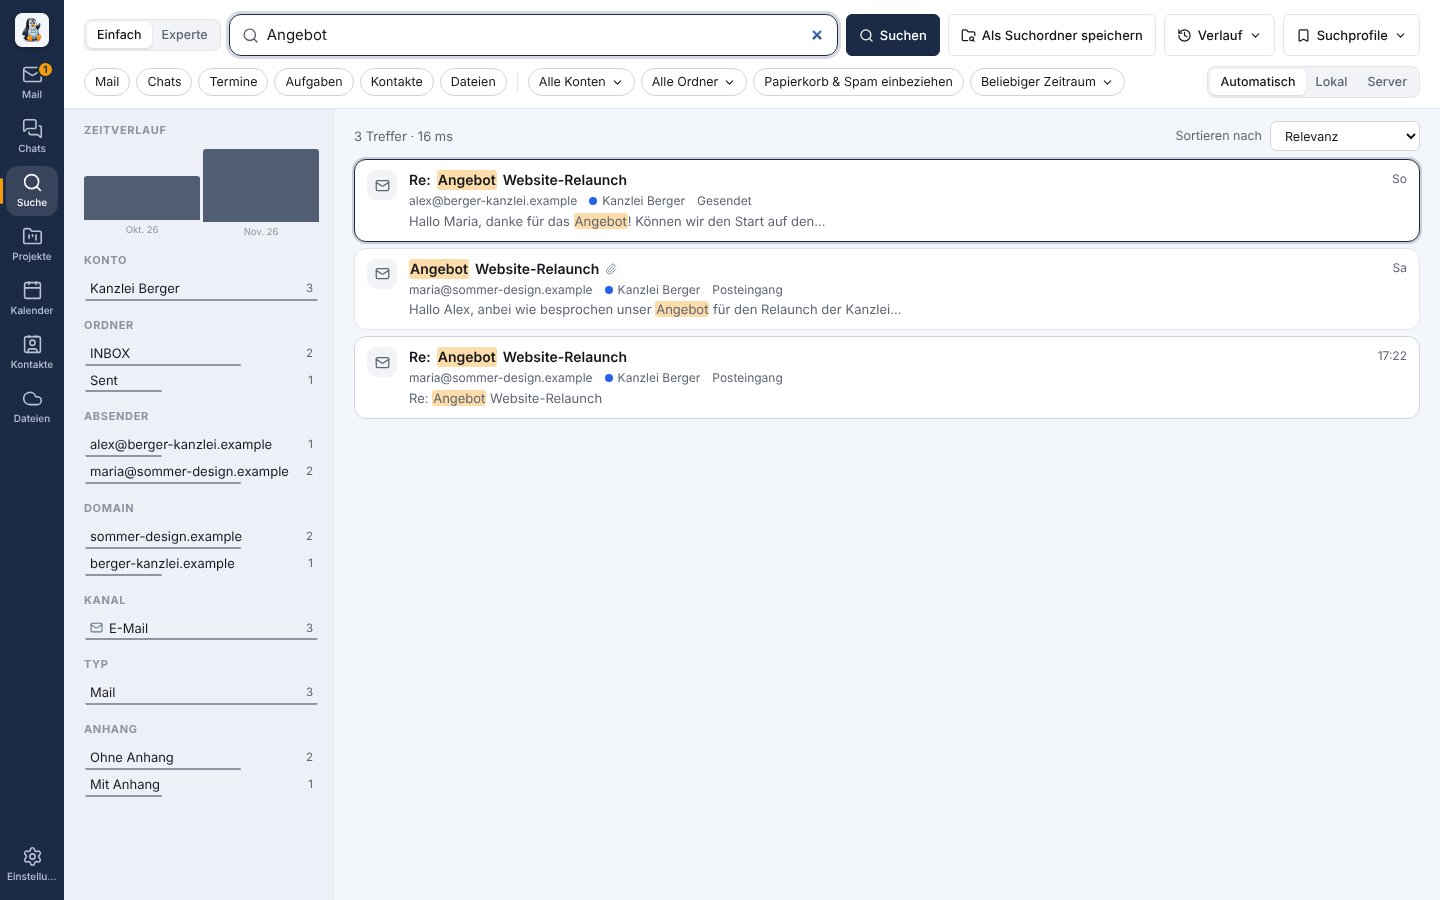 Einfach Experte Angebot Suchen Als Suchordner speichern Verlauf Suchprofile
1
Mail
Chats
Suche
Projekte
Kalender
Kontakte
Dateien
Einstellu...
Mail Chats Termine Aufgaben Kontakte Dateien Alle Konten Alle Ordner Papierkorb & Spam einbeziehen Beliebiger Zeitraum Automatisch Lokal Server
ZEITVERLAUF
Okt. 26 Nov. 26
KONTO
Kanzlei Berger 3
ORDNER
INBOX 2
Sent 1
ABSENDER
alex@berger-kanzlei.example 1
maria@sommer-design.example 2
DOMAIN
sommer-design.example 2
berger-kanzlei.example 1
KANAL
E-Mail 3
TYP
Mail 3
ANHANG
Ohne Anhang 2
Mit Anhang 1
3 Treffer · 16 ms Sortieren nach Relevanz
Re: Angebot Website-Relaunch So
alex@berger-kanzlei.example Kanzlei Berger Gesendet
Hallo Maria, danke für das Angebot! Können wir den Start auf den...
Angebot Website-Relaunch Sa
maria@sommer-design.example Kanzlei Berger Posteingang
Hallo Alex, anbei wie besprochen unser Angebot für den Relaunch der Kanzlei...
Re: Angebot Website-Relaunch 17:22
maria@sommer-design.example Kanzlei Berger Posteingang
Re: Angebot Website-Relaunch